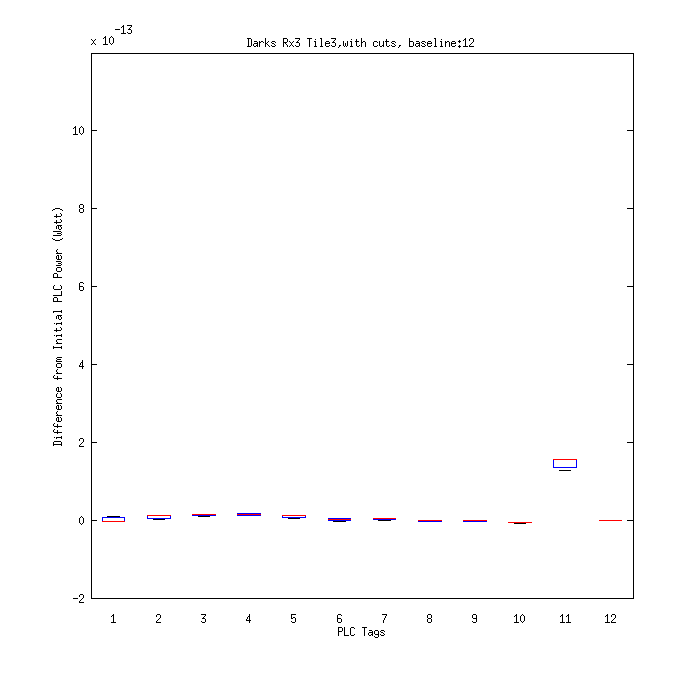 x 10 -13
Darks Rx3 Tile3,with cuts, baseline:12
10
8
6
4
2
0
-2
Difference from Initial PLC Power (Watt)
1 2 3 4 5 6 7 8 9 10 11 12
PLC Tags